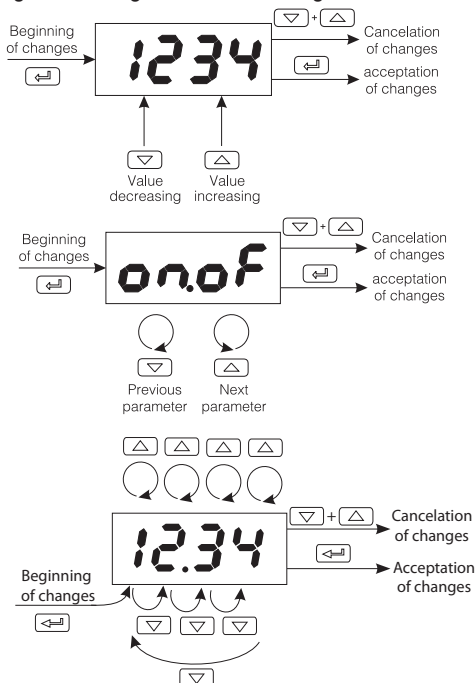 Beginning
of changes
1234
+
Cancelation
of changes
acceptation
of changes
Value
decreasing
Value
increasing
Beginning
of changes
on.oF
+
Cancelation
of changes
acceptation
of changes
Previous
parameter
Next
parameter
12.34
+
Cancelation
of changes
Acceptation
of changes
Beginning
of changes